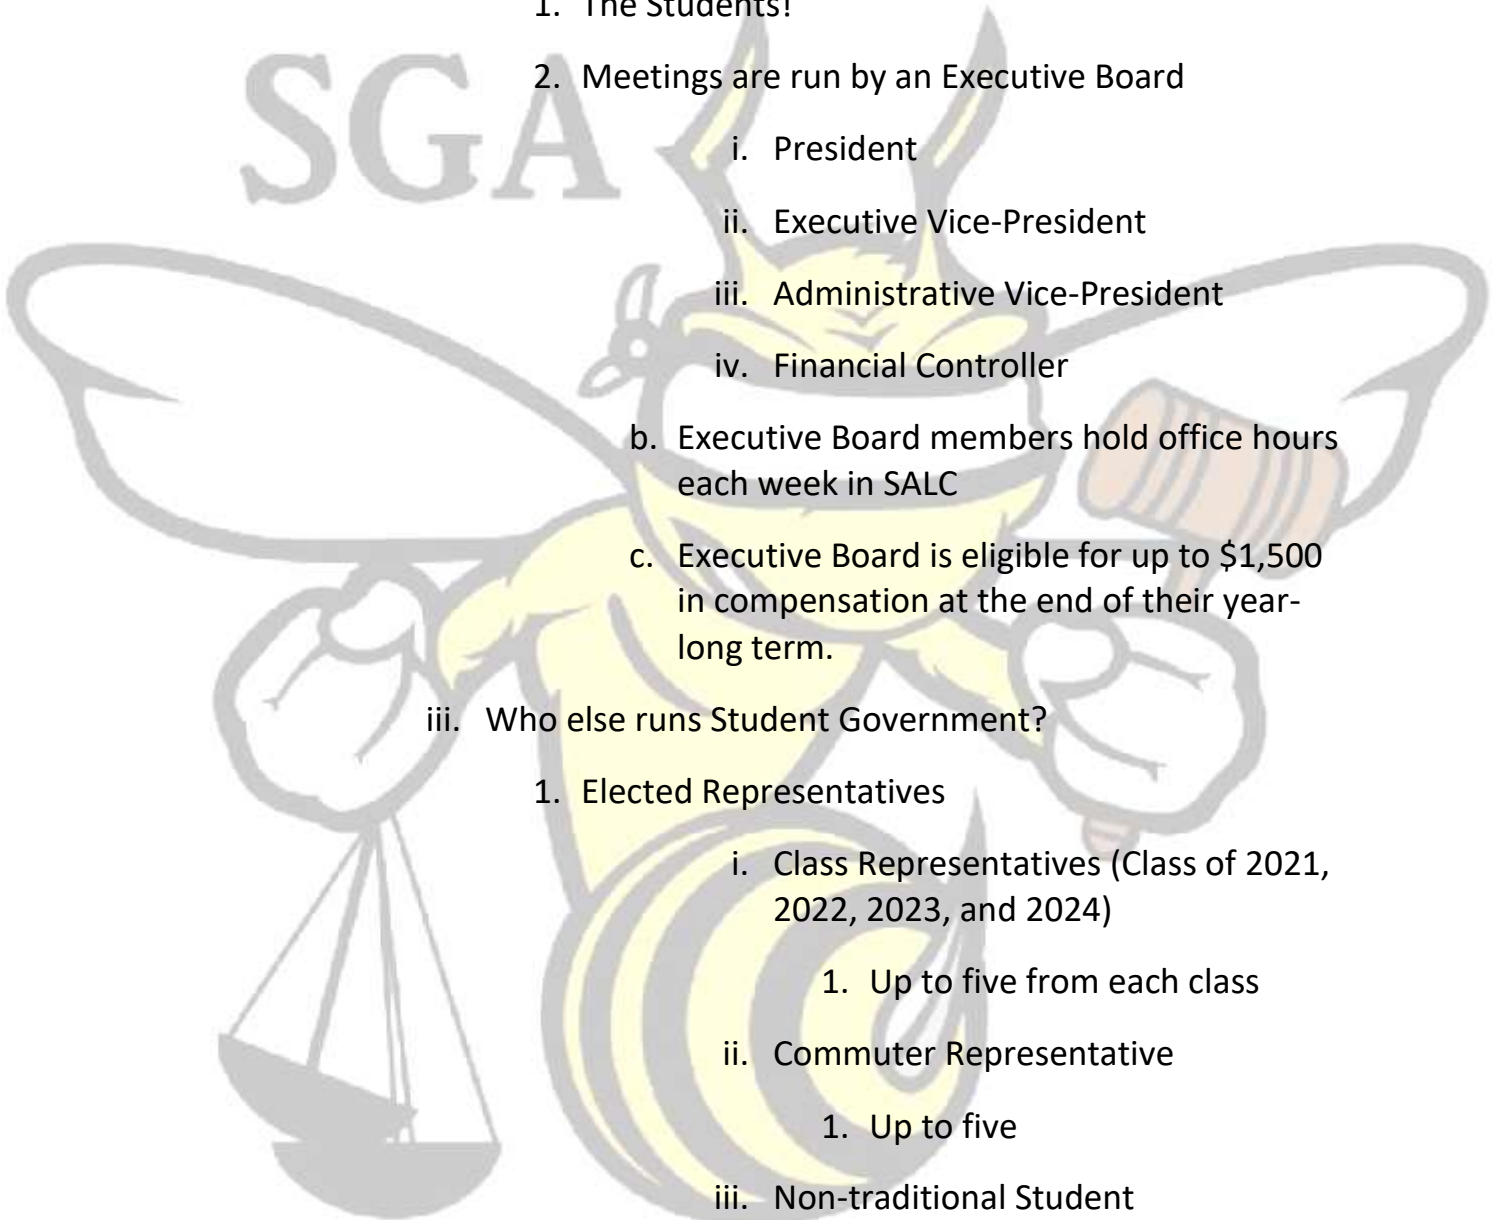 1. The Students!
SGA
2. Meetings are run by an Executive Board
i. President
ii. Executive Vice-President
iii. Administrative Vice-President
iv. Financial Controller
b. Executive Board members hold office hours
each week in SALC
c. Executive Board is eligible for up to $1,500
in compensation at the end of their year-
long term.
iii. Who else runs Student Government?
1. Elected Representatives
i. Class Representatives (Class of 2021,
2022, 2023, and 2024)
1. Up to five from each class
ii. Commuter Representative
1. Up to five
iii. Non-traditional Student